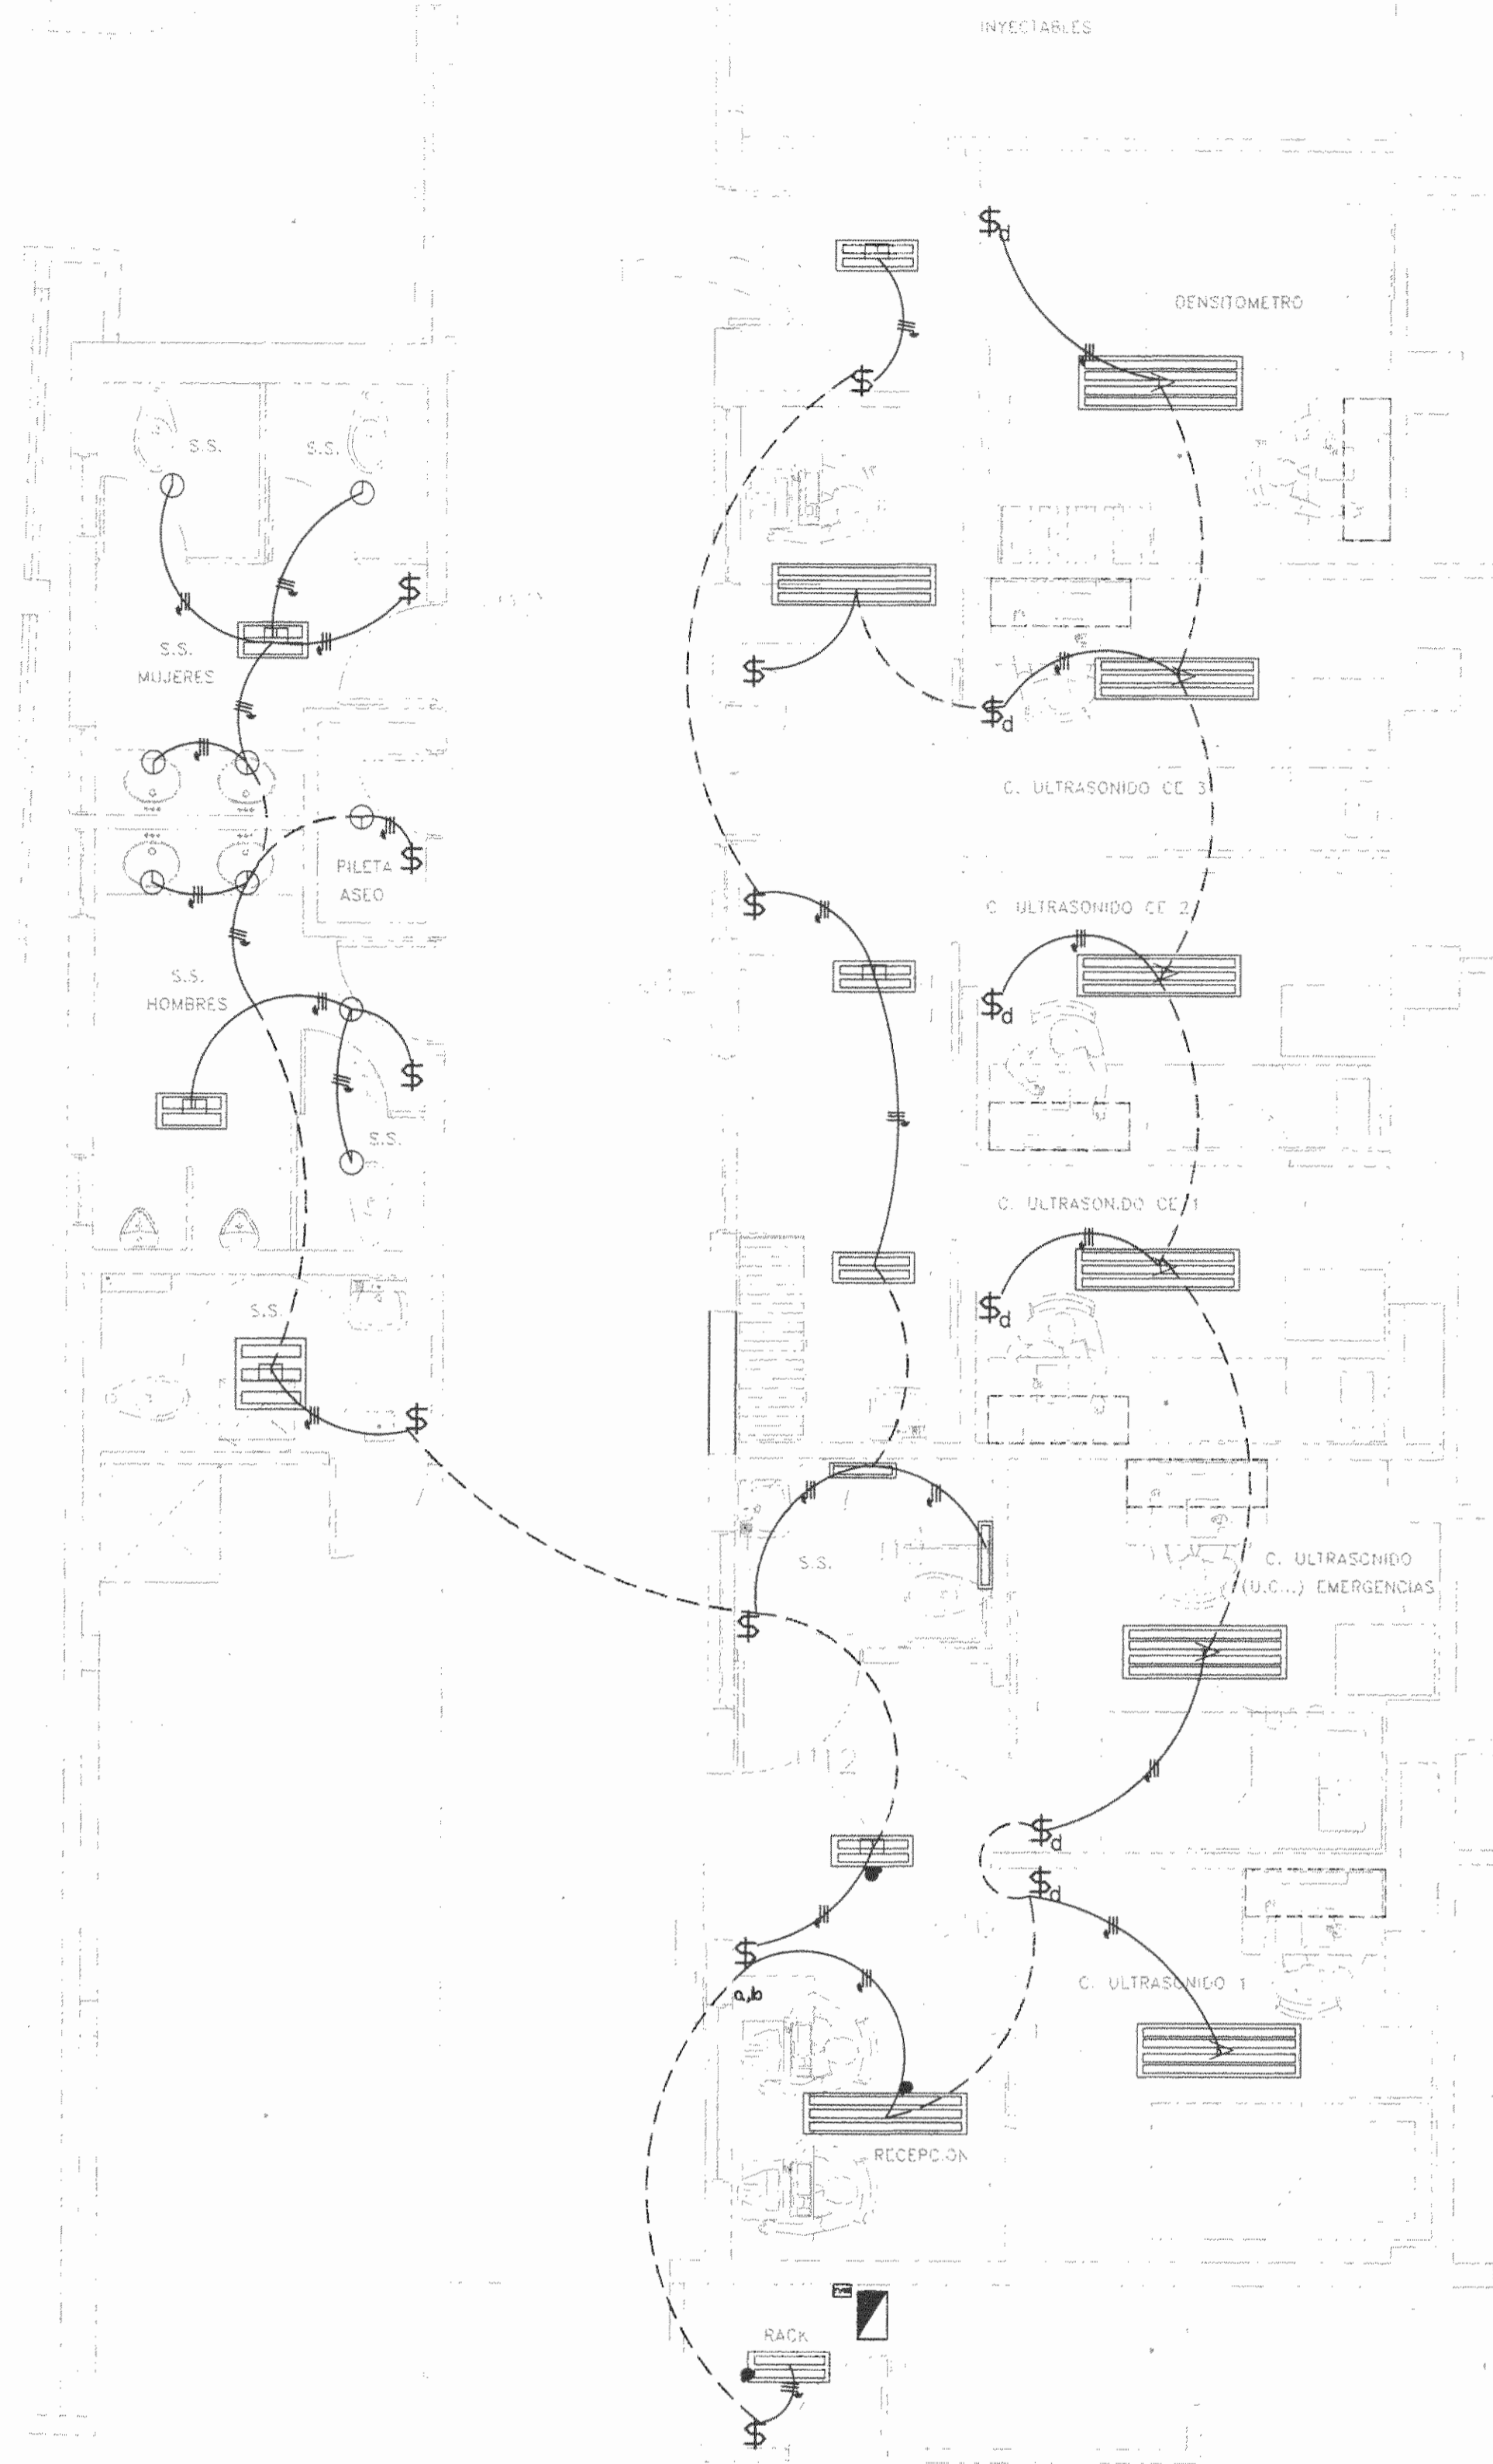 INYECTABLES
$d
DENSITOMETRO
$
S.S.
S.S.
$
S.S.
MUJERES
$
$d
C. ULTRASONIDO CE 3
$
PILETA
ASEO
$
C. ULTRASONIDO CE 2
S.S.
HOMBRES
$d
$
S.S.
C. ULTRASONIDO CE 1
$d
S.S.
$
C. ULTRASONIDO
EMERGENCIAS
S.S.
$
$d
$d
$
a,b
C. ULTRASONIDO 1
RECEPCION
RACK
$